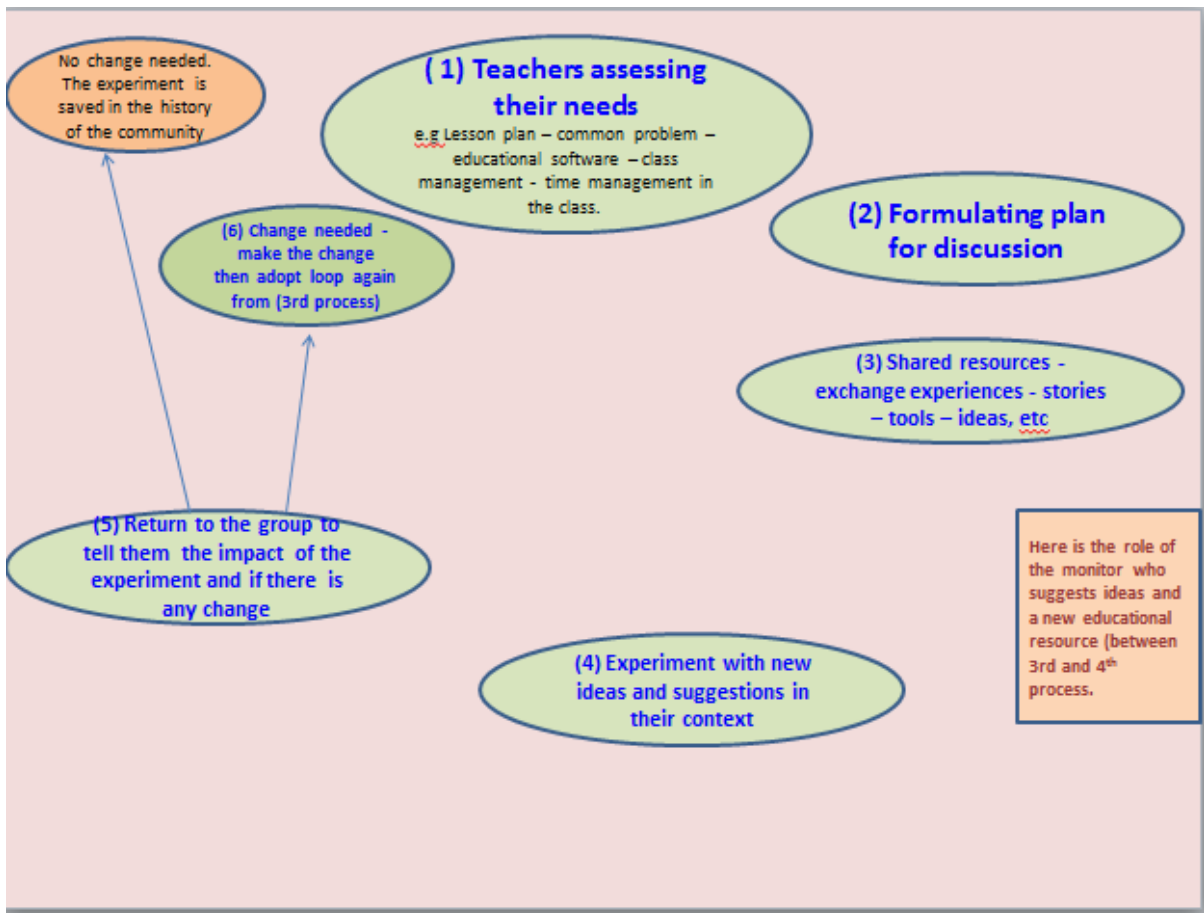 No change needed.
The experiment is
saved in the history
of the community
( 1) Teachers assessing
their needs
e.g Lesson plan – common problem –
educational software – class
management - time management in
the class.
(2) Formulating plan
for discussion
(6) Change needed -
make the change
then adopt loop again
from (3rd process)
(3) Shared resources -
exchange experiences - stories
– tools – ideas, etc
(5) Return to the group to
tell them the impact of the
experiment and if there is
any change
Here is the role of
the monitor who
suggests ideas and
a new educational
resource (between
3rd and 4th
process.
(4) Experiment with new
ideas and suggestions in
their context